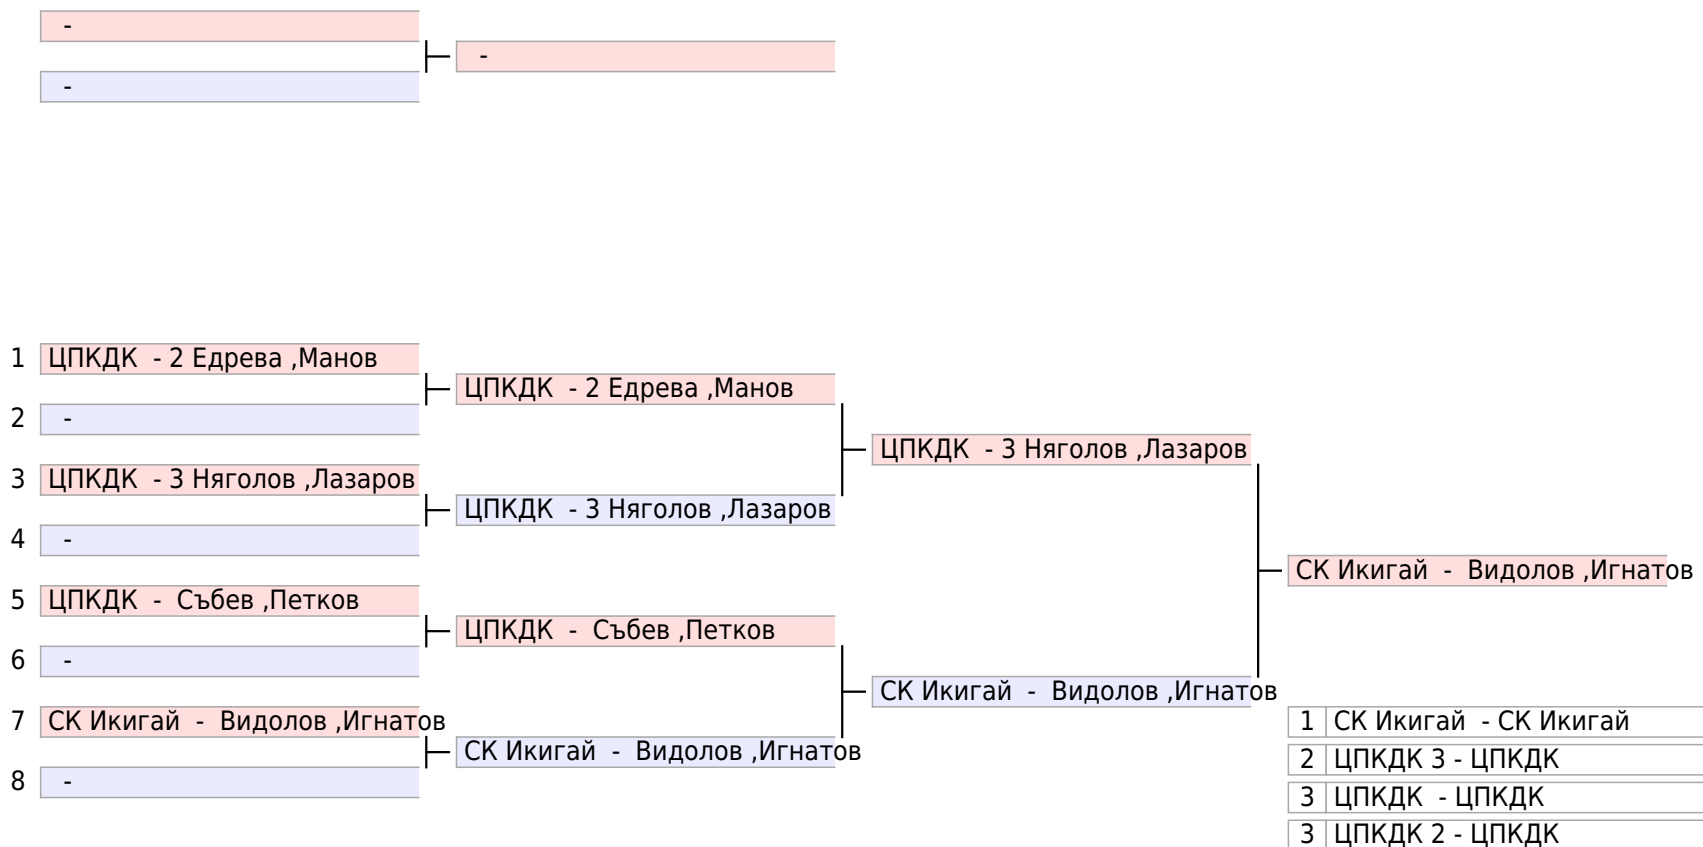 -
-
-
1 ЦПКДК - 2 Едрева ,Манов
ЦПКДК - 2 Едрева ,Манов
2 -
ЦПКДК - 3 Няголов ,Лазаров
3 ЦПКДК - 3 Няголов ,Лазаров
ЦПКДК - 3 Няголов ,Лазаров
4 -
СК Икигай - Видолов ,Игнатов
5 ЦПКДК - Събев ,Петков
ЦПКДК - Събев ,Петков
6 -
СК Икигай - Видолов ,Игнатов
7 СК Икигай - Видолов ,Игнатов
СК Икигай - Видолов ,Игнатов
8 -
1 СК Икигай - СК Икигай
2 ЦПКДК 3 - ЦПКДК
3 ЦПКДК - ЦПКДК
3 ЦПКДК 2 - ЦПКДК